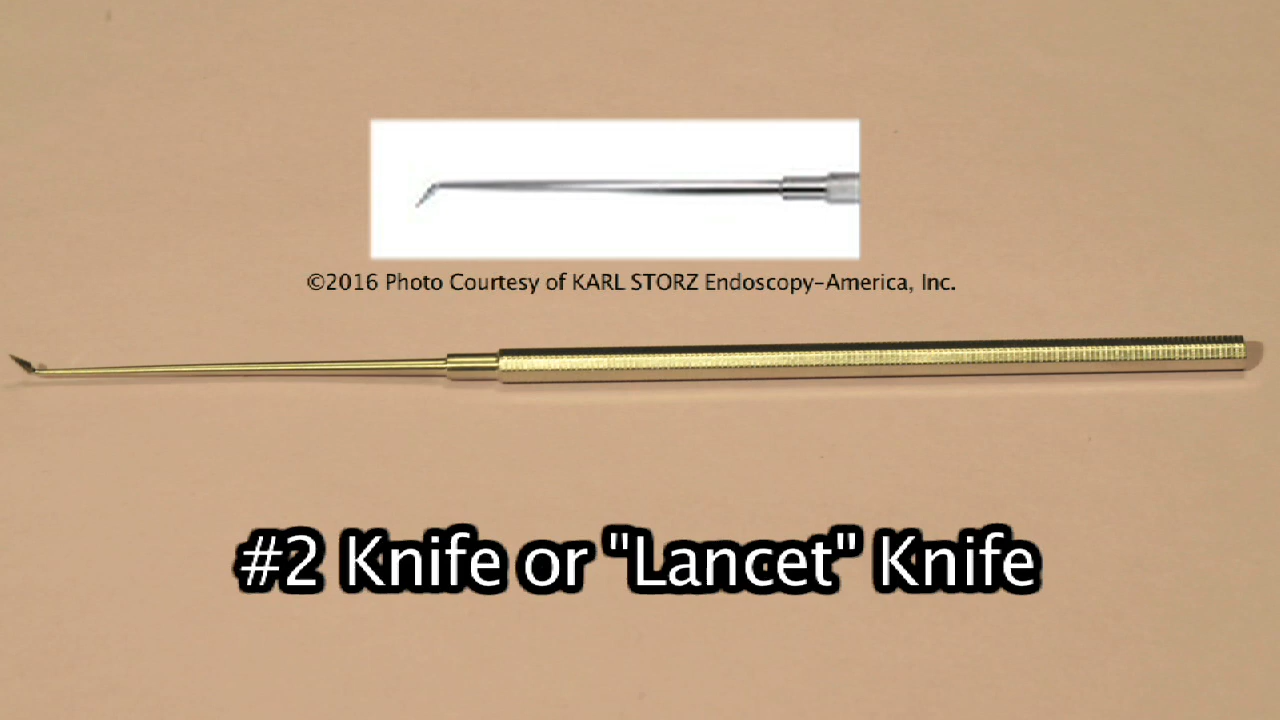 ©2016 Photo Courtesy of KARL STORZ Endoscopy-America, Inc.
#2 Knife or "Lancet" Knife